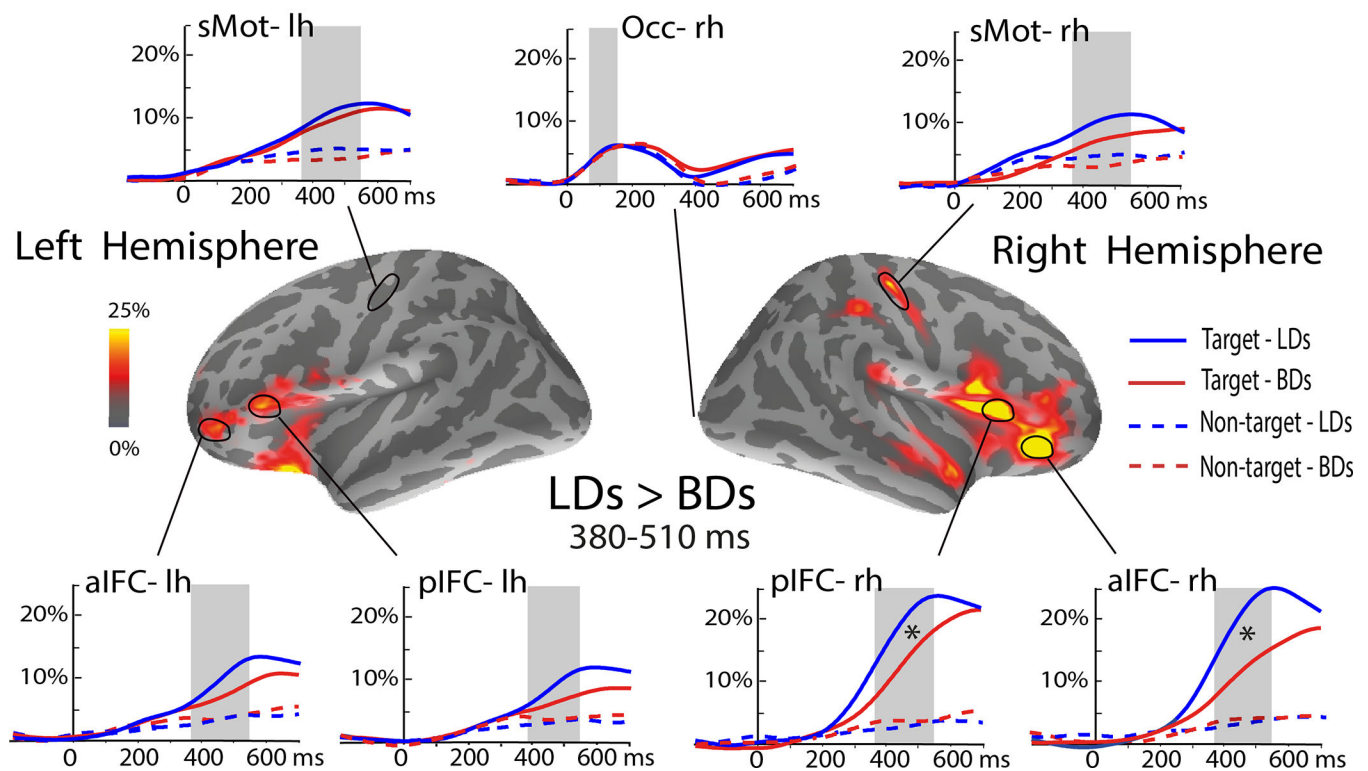 sMot- lh
20%
10%
0 200 400 600 ms
Occ- rh
20%
10%
0 200 400 600 ms
sMot- rh
20%
10%
0 200 400 600 ms
Left Hemisphere
Right Hemisphere
25%
0%
Target - LDs
Target - BDs
Non-target - LDs
Non-target - BDs
LDs > BDs
380-510 ms
aIFC- lh
20%
10%
0 200 400 600 ms
pIFC- lh
20%
10%
0 200 400 600 ms
pIFC- rh
20%
10%
*
0 200 400 600 ms
aIFC- rh
20%
10%
*
0 200 400 600 ms